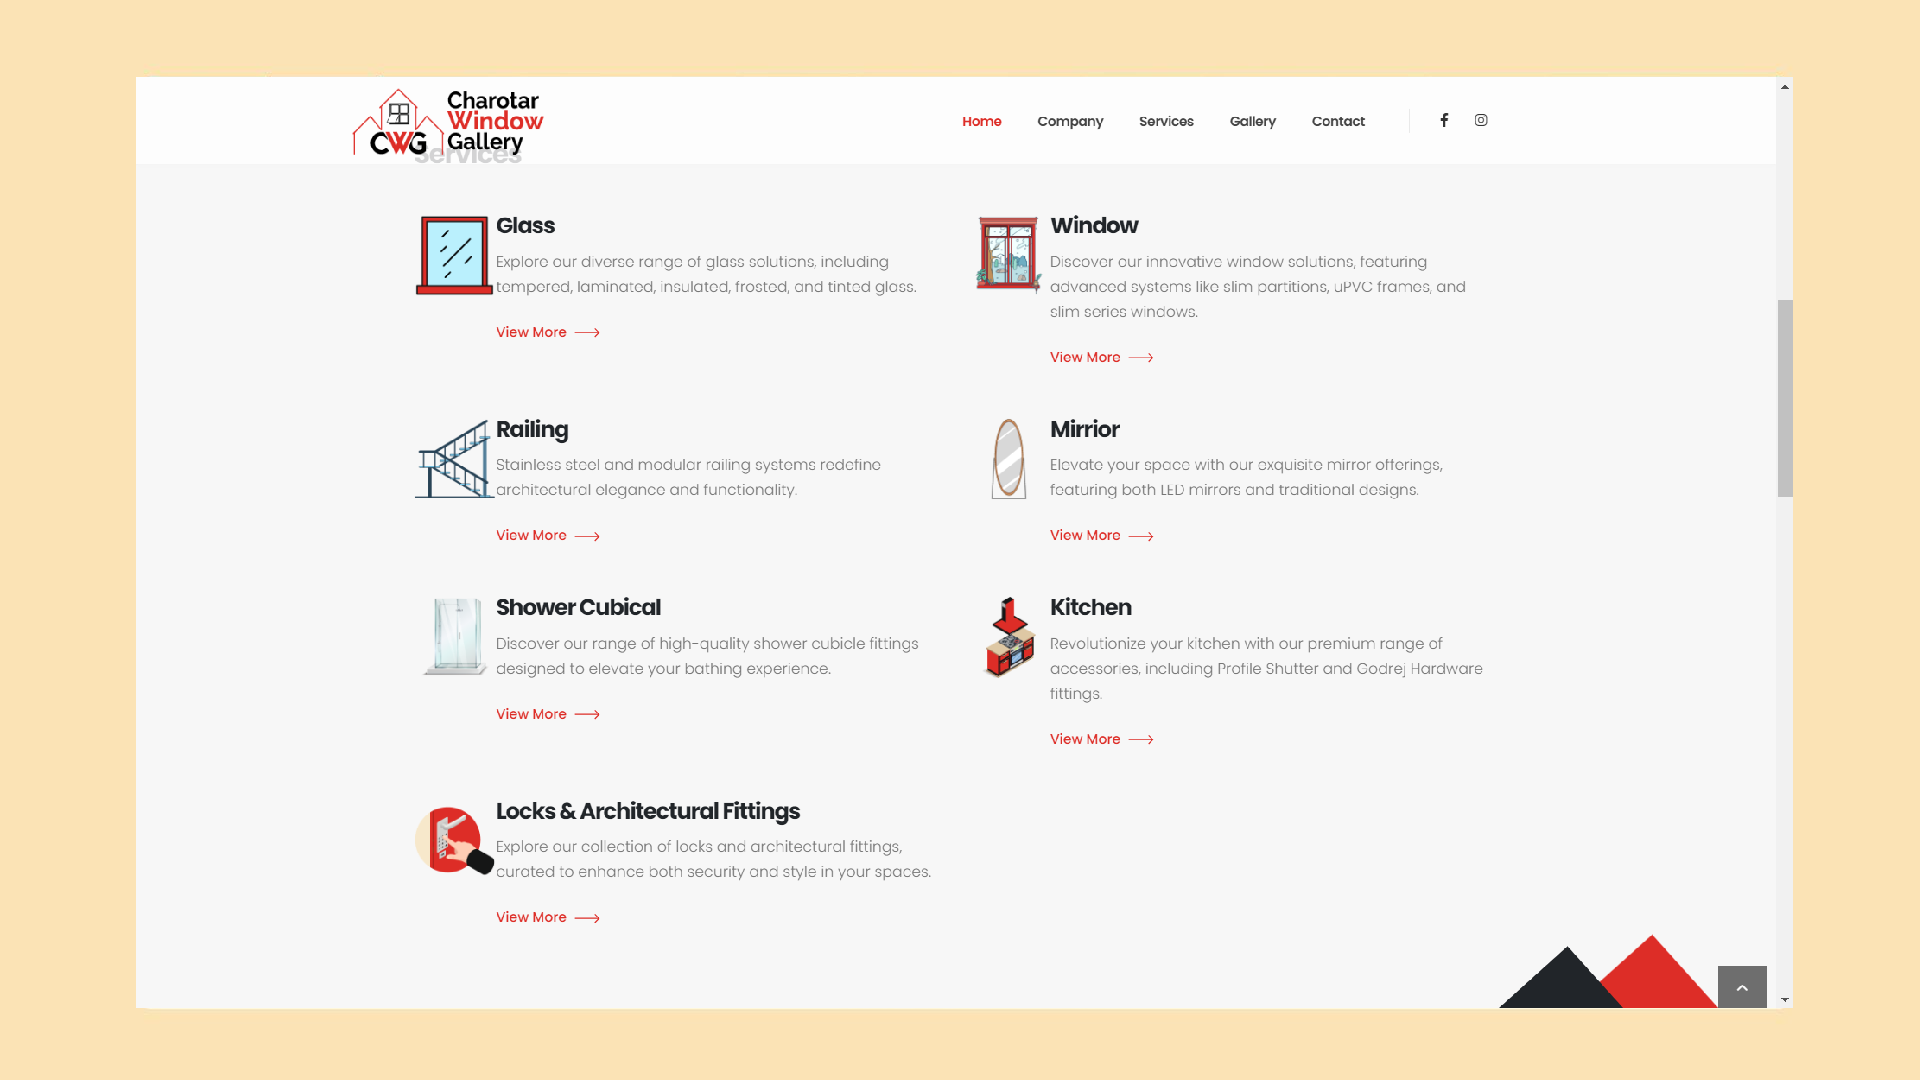 Charotar
Window
Gallery
CWG
Services
Home
Company
Services
Gallery
Contact
Glass
Explore our diverse range of glass solutions, including
tempered, laminated, insulated, frosted, and tinted glass.
View More
Window
Discover our innovative window solutions, featuring
advanced systems like slim partitions, uPVC frames, and
slim series windows.
View More
Railing
Stainless steel and modular railing systems redefine
architectural elegance and functionality.
View More
Mirrior
Elevate your space with our exquisite mirror offerings,
featuring both LED mirrors and traditional designs.
View More
Shower Cubical
Discover our range of high-quality shower cubicle fittings
designed to elevate your bathing experience.
View More
Kitchen
Revolutionize your kitchen with our premium range of
accessories, including Profile Shutter and Godrej Hardware
fittings.
View More
Locks & Architectural Fittings
Explore our collection of locks and architectural fittings,
curated to enhance both security and style in your spaces.
View More